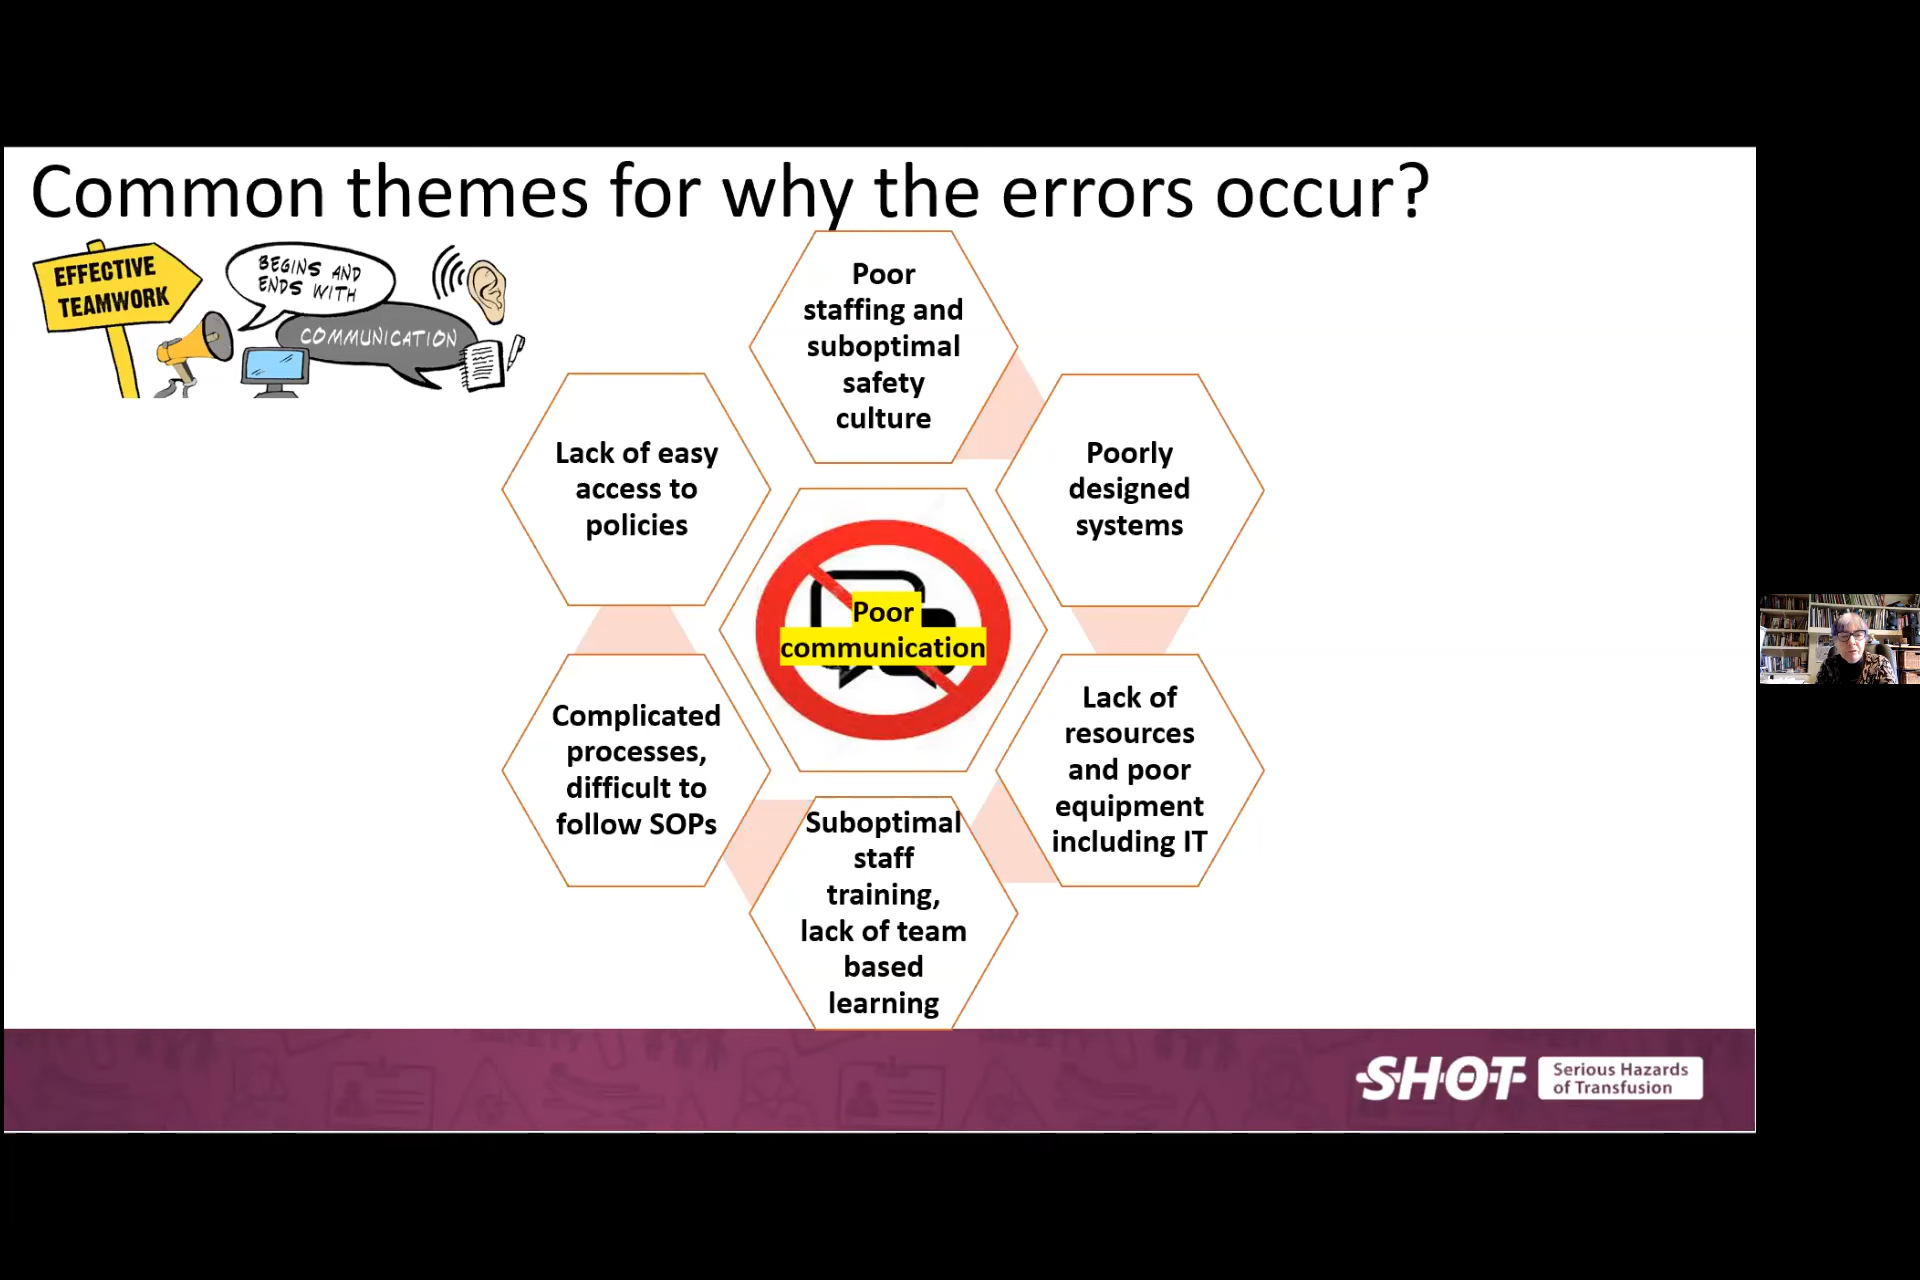 Common themes for why the errors occur?
EFFECTIVE
TEAMWORK
BEGINS AND
ENDS WITH
COMMUNICATION
Poor
staffing and
suboptimal
safety
culture
Lack of easy
access to
policies
Poorly
designed
systems
Poor
communication
Complicated
processes,
difficult to
follow SOPs
Lack of
resources
and poor
equipment
including IT
Suboptimal
staff
training,
lack of team
based
learning
SHOT
Serious Hazards
of Transfusion